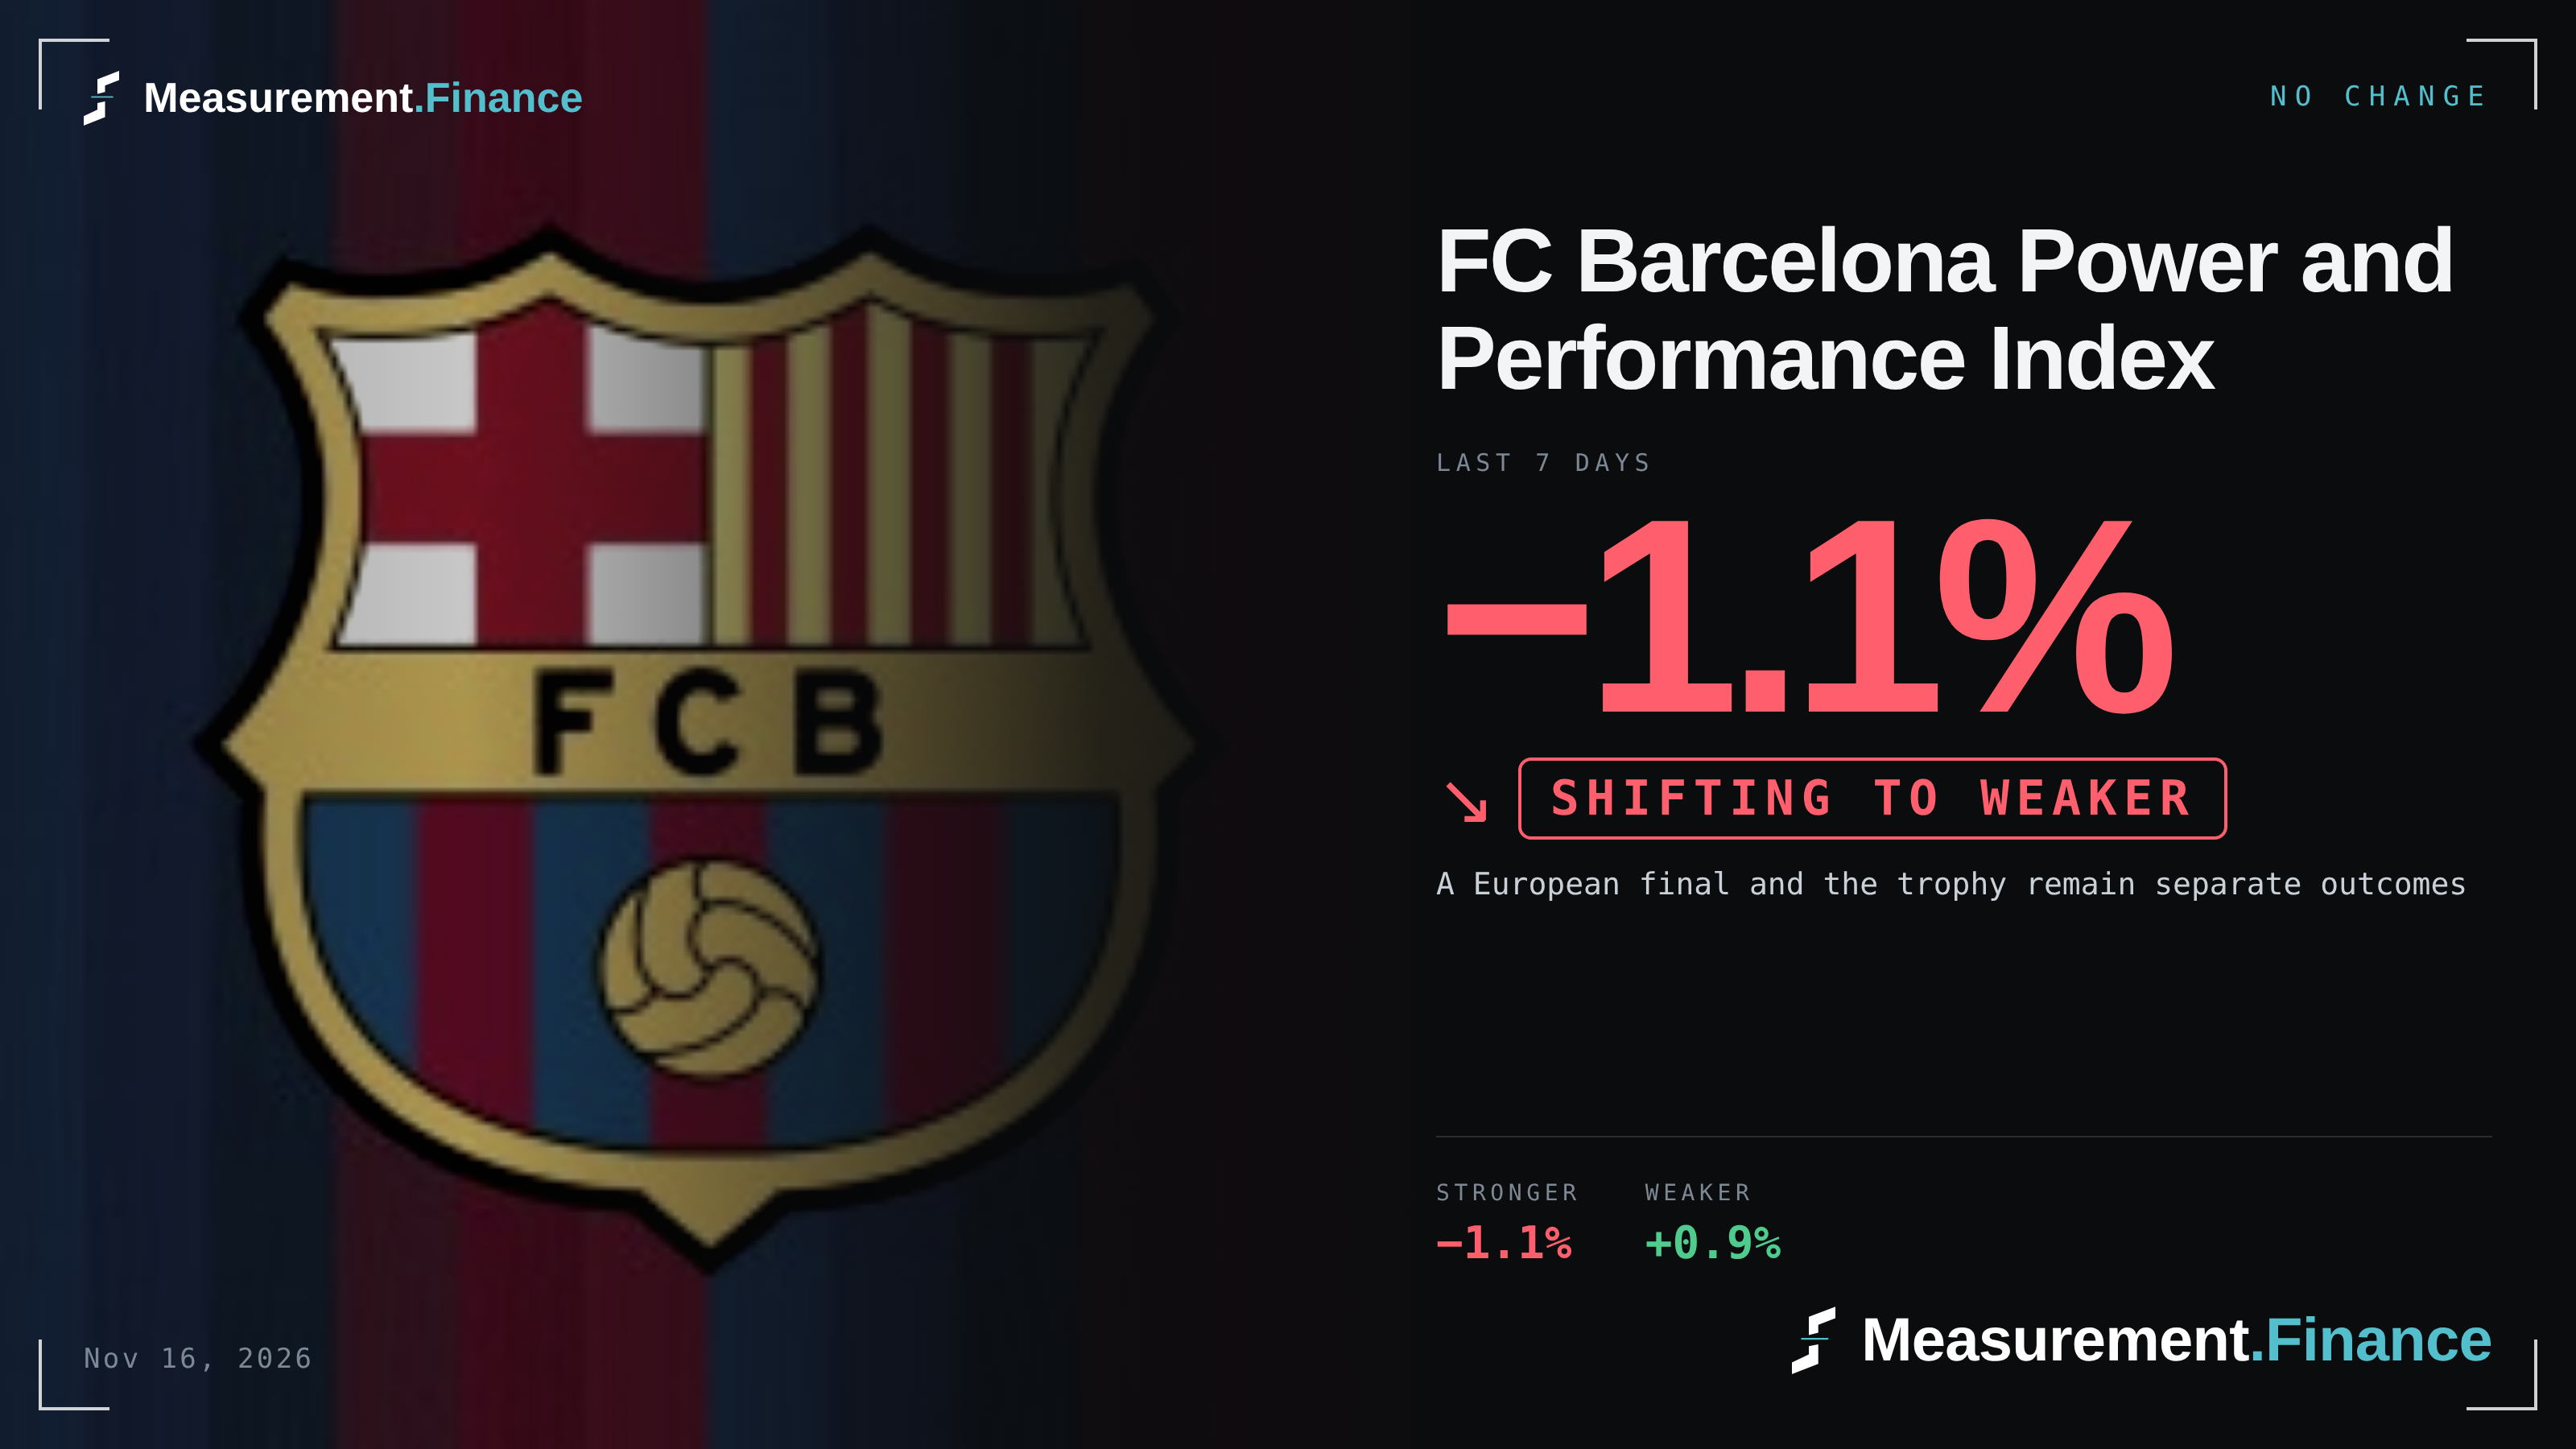 Measurement.Finance
NO CHANGE
FC Barcelona Power and
Performance Index
LAST 7 DAYS
−1.1%
↘ SHIFTING TO WEAKER
A European final and the trophy remain separate outcomes
FCB
STRONGER WEAKER
−1.1% +0.9%
Measurement.Finance
Nov 16, 2026